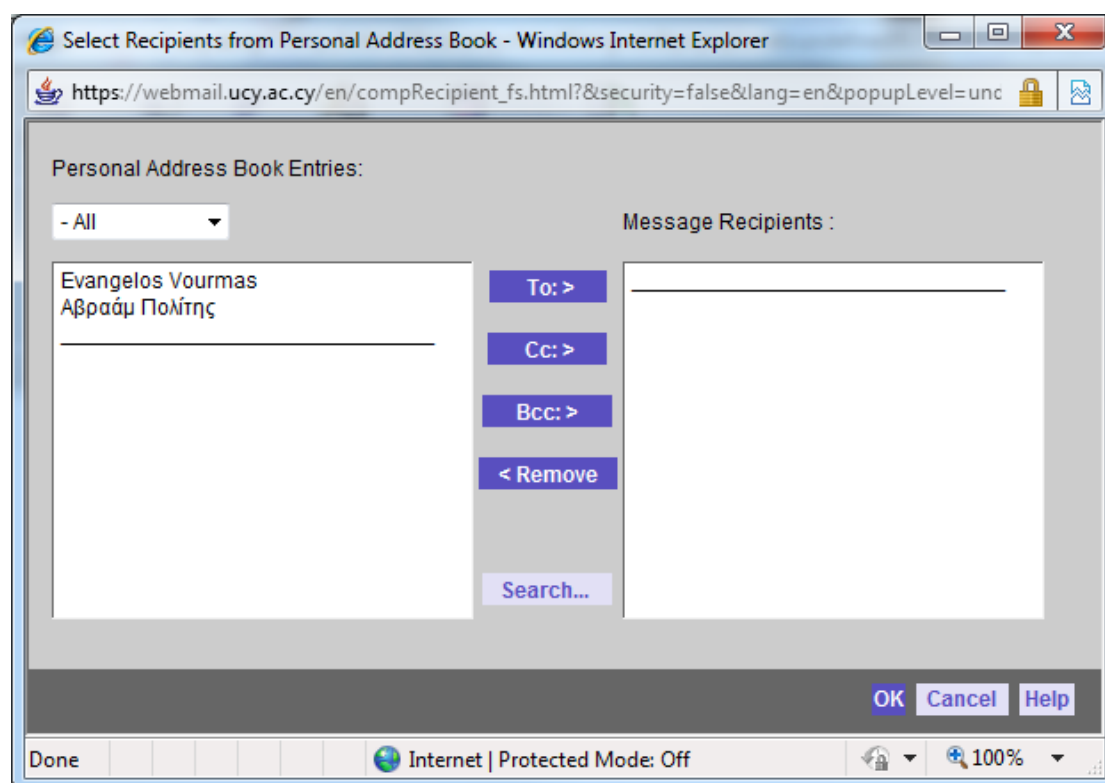 Select Recipients from Personal Address Book - Windows Internet Explorer
https://webmail.ucy.ac.cy/en/compRecipient_fs.html?&security=false&lang=en&popupLevel=und
Personal Address Book Entries:
- All
Message Recipients :
Evangelos Vourmas
Αβραάμ Πολίτης
To: >
Cc: >
Bcc: >
< Remove
Search...
OK Cancel Help
Done
Internet | Protected Mode: Off
100%